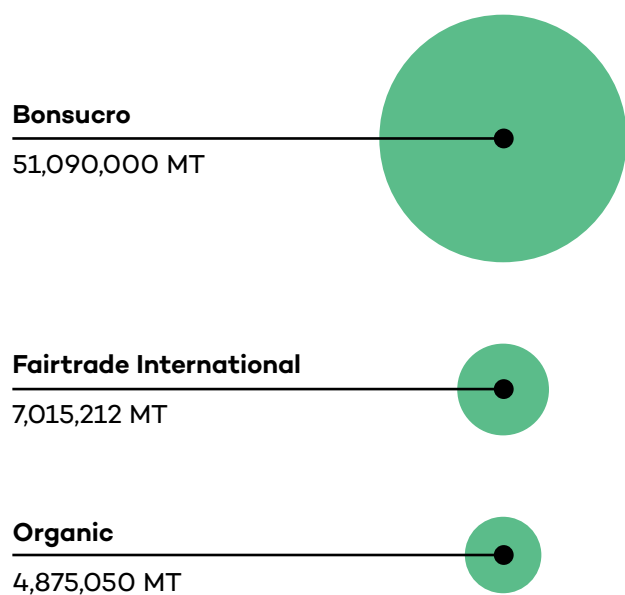 Bonsucro
51,090,000 MT
Fairtrade International
7,015,212 MT
Organic
4,875,050 MT